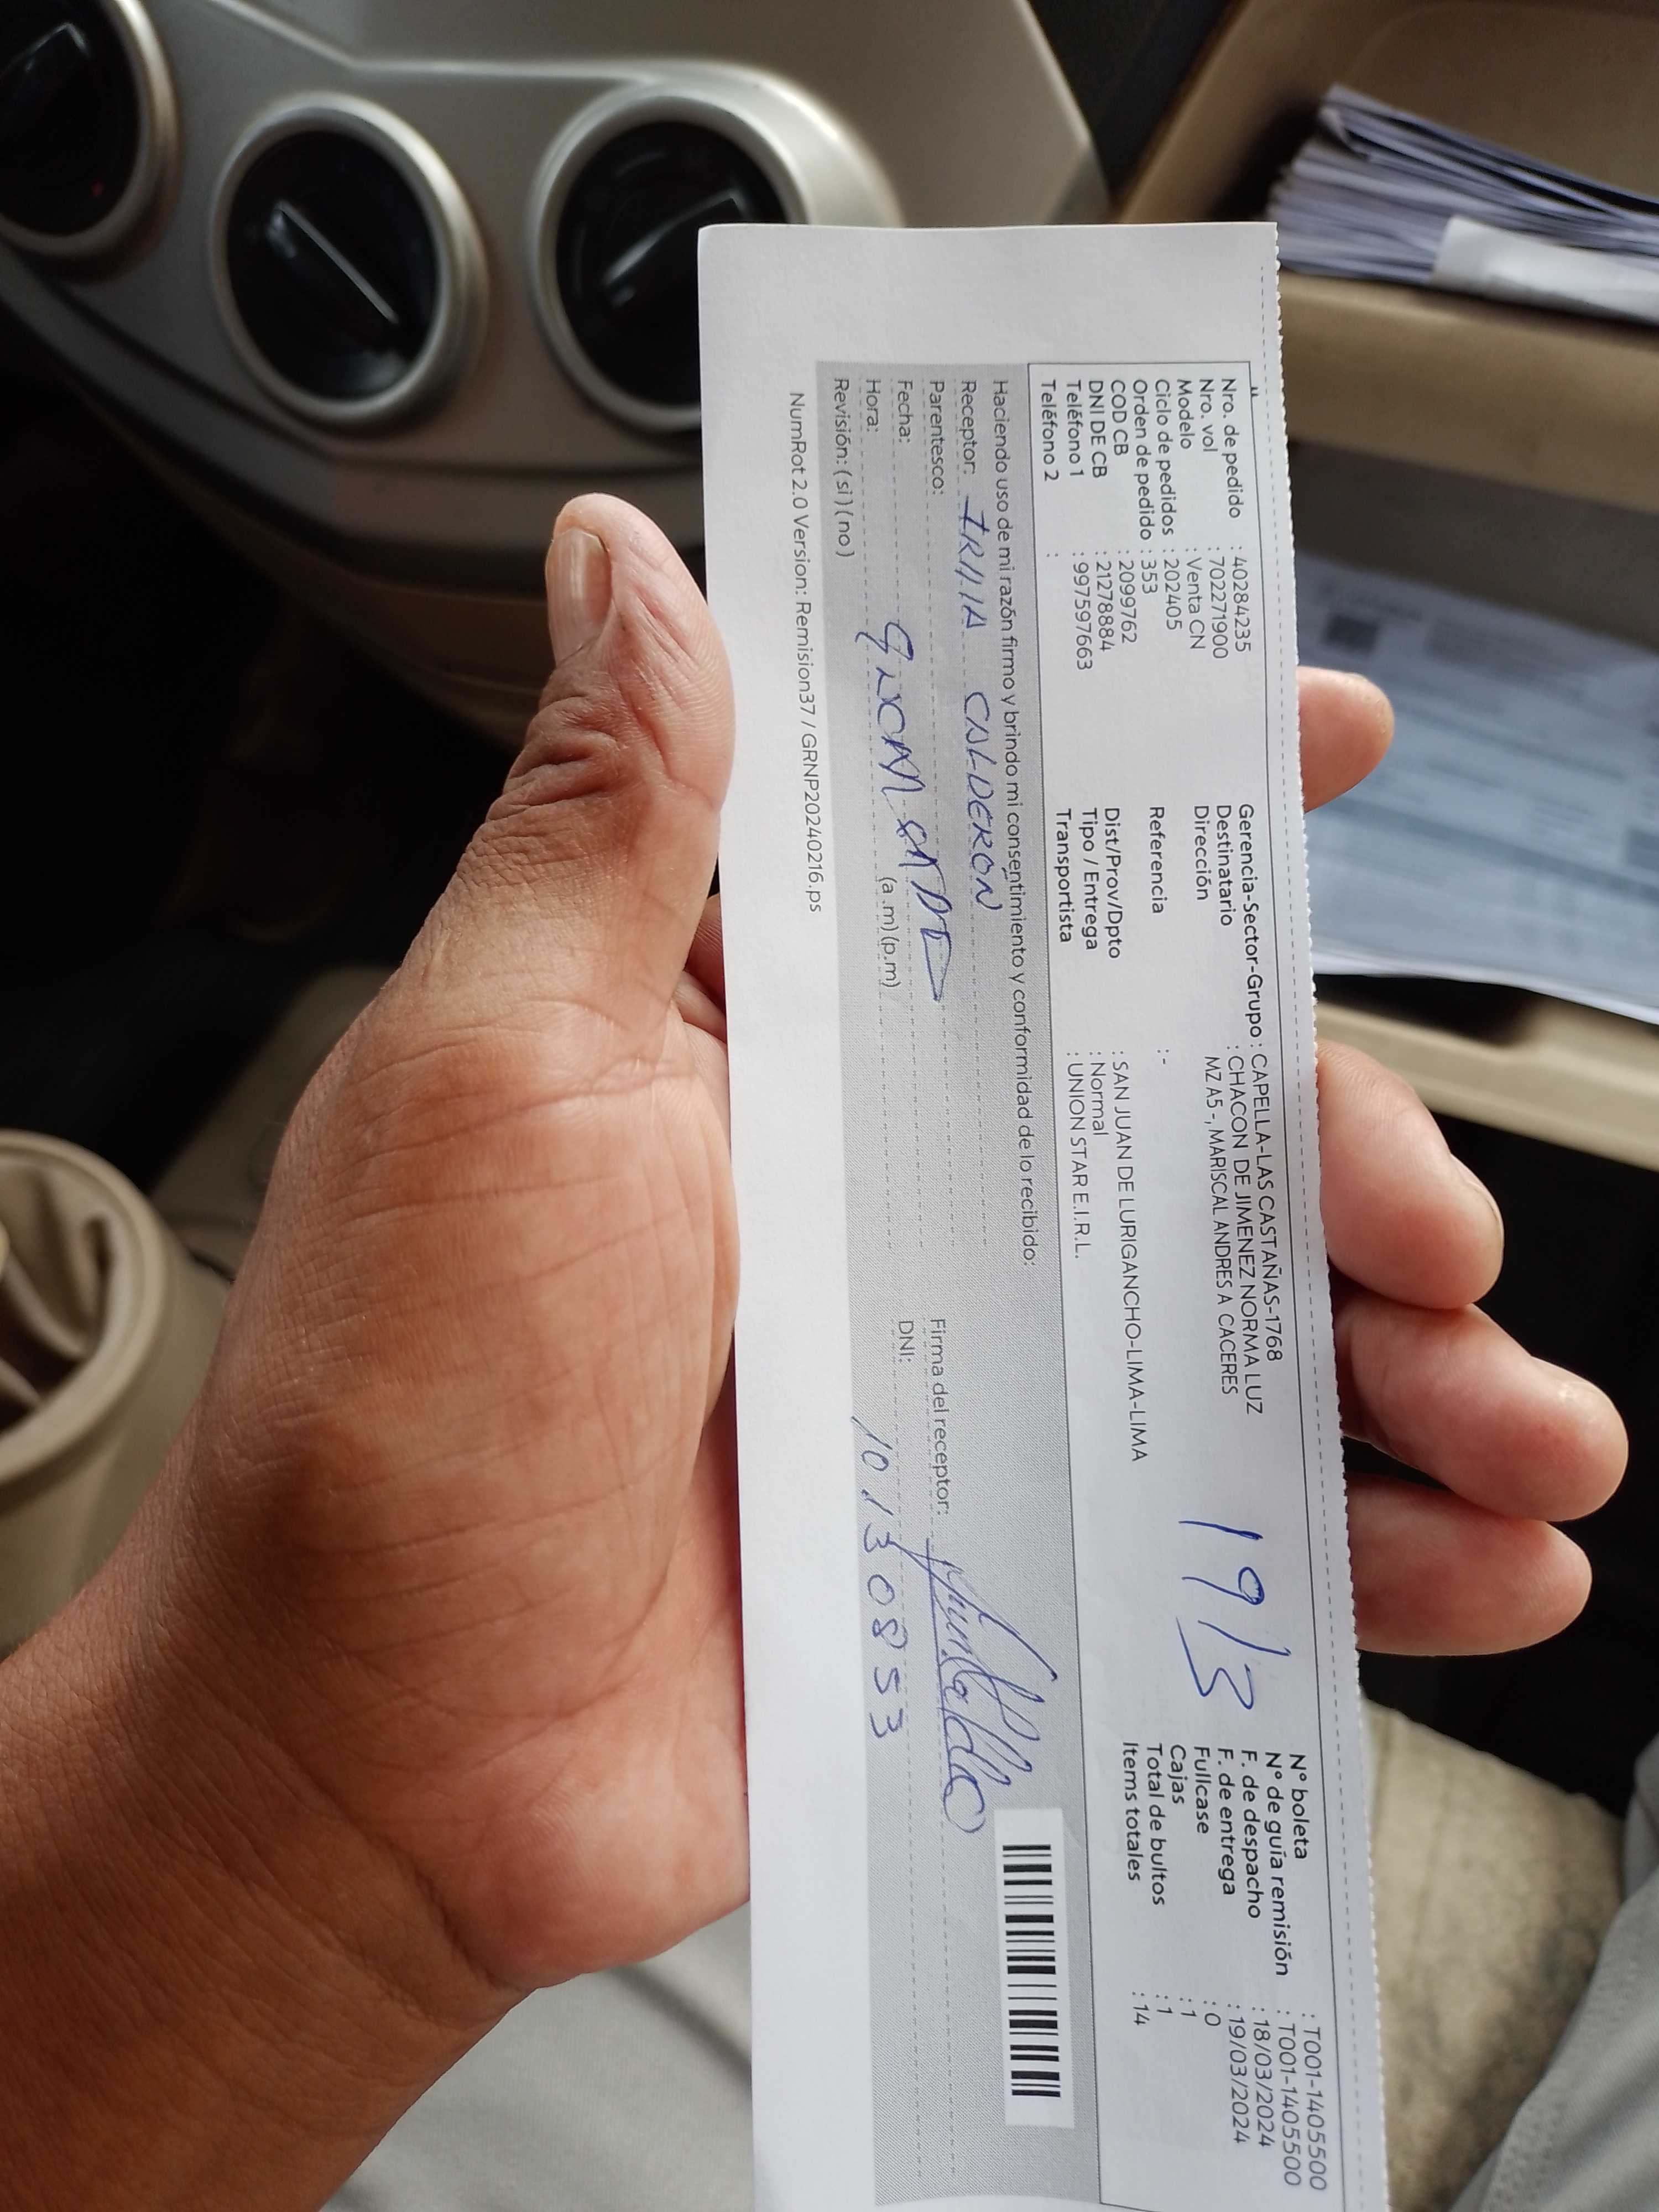 Nro. de pedido : 40284235
Nro. vol : 702271900
Modelo : Venta CN
Ciclo de pedidos : 202405
Orden de pedido : 353
COD CB : 2099762
DNI DE CB : 21278884
Teléfono 1 : 997597663
Teléfono 2 :
Gerencia-Sector-Grupo : CAPELLA-LAS CASTAÑAS-1768
Destinatario : CHACON DE JIMENEZ NORMA LUZ
Dirección MZ A5 -, MARISCAL ANDRES A CACERES
Referencia :-
Dist/Prov/Dpto : SAN JUAN DE LURIGANCHO-LIMA-LIMA
Tipo / Entrega : Normal
Transportista : UNION STAR E.I.R.L.
19/3
N° boleta : T001-1405500
N° de guía remisión : T001-1405500
F. de despacho : 18/03/2024
F. de entrega : 19/03/2024
Fullcase : 0
Cajas : 1
Total de bultos : 1
Items totales : 14
Haciendo uso de mi razón firmo y brindo mi consentimiento y conformidad de lo recibido:
Receptor: CALDERON
Parentesco:
Fecha:
Hora: (a.m)(p.m)
Revisión: (si)(no)
Firma del receptor:
DNI: 10130853
NumRot 2.0 Version: Remision37 / GRNP20240216.ps